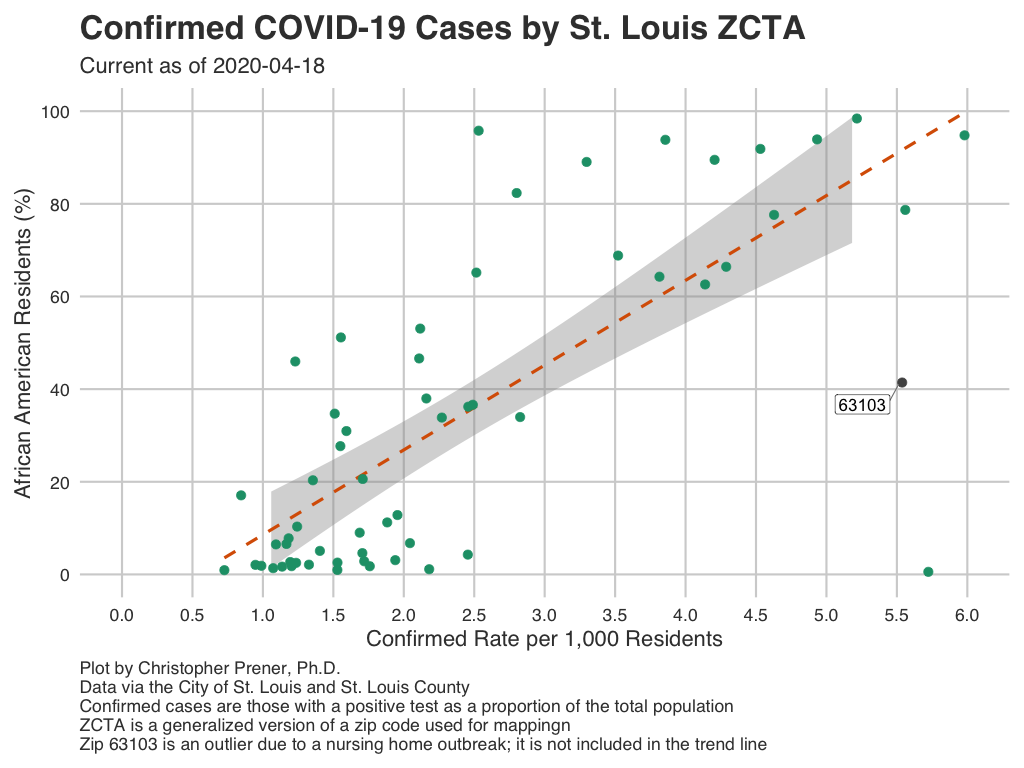 Confirmed COVID-19 Cases by St. Louis ZCTA
Current as of 2020-04-18
African American Residents (%)
100
80
60
40
20
0
63103
0.0 0.5 1.0 1.5 2.0 2.5 3.0 3.5 4.0 4.5 5.0 5.5 6.0
Confirmed Rate per 1,000 Residents
Plot by Christopher Prener, Ph.D.
Data via the City of St. Louis and St. Louis County
Confirmed cases are those with a positive test as a proportion of the total population
ZCTA is a generalized version of a zip code used for mappingn
Zip 63103 is an outlier due to a nursing home outbreak; it is not included in the trend line